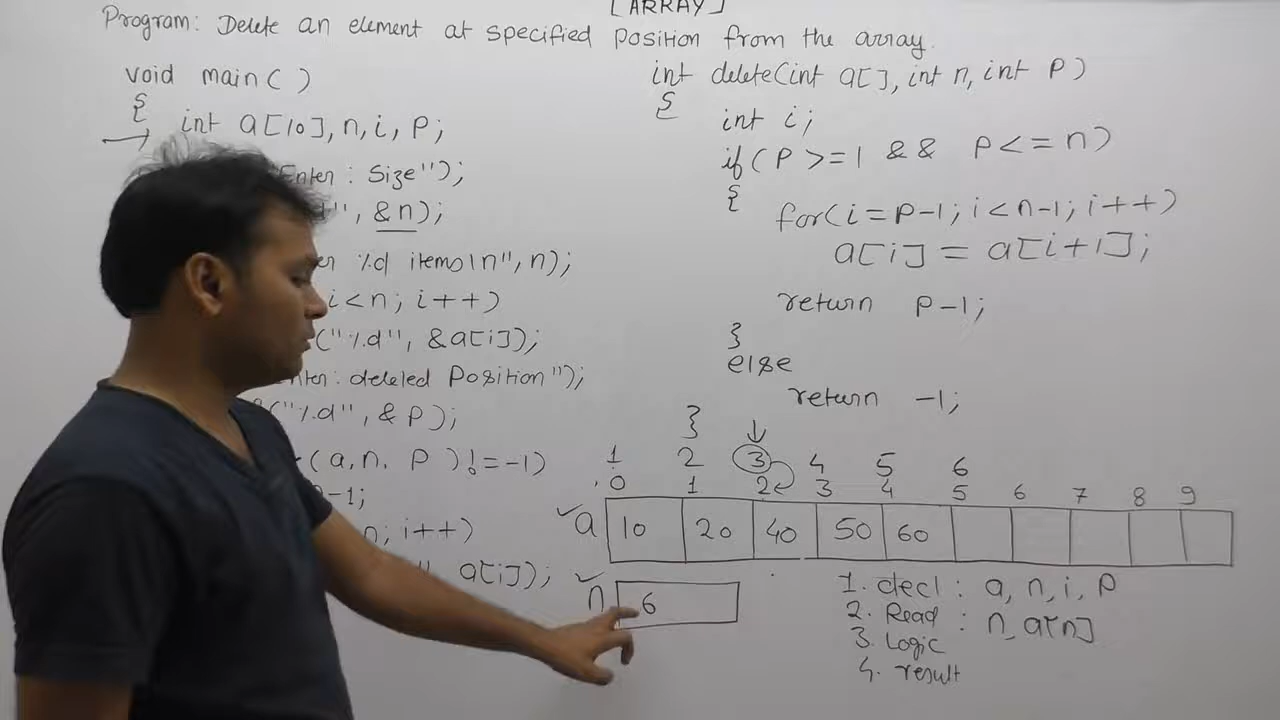 [ARRAY]
Program: Delete an element at specified position from the array.
void main( )
{
int a[10], n, i, P;
Enter : Size");
", &n);
%d items\n", n);
i<n; i++)
("%d", &a[i]);
nter: deleted Position");
("%d", &P);
(a, n, P)!=-1)
-1;
n; i++)
", a[i]);
int delete(int a[], int n, int P)
{
int i;
if( P >=1 && P<=n)
{
for(i=P-1; i<n-1; i++)
a[i] = a[i+1];
return P-1;
}
else
return -1;
}
1 2 3 4 5 6
0 1 2 3 4 5 6 7 8 9
a 10 20 40 50 60
n 6
1. decl : a, n, i, P
2. Read : n, a[n]
3. Logic
4. result